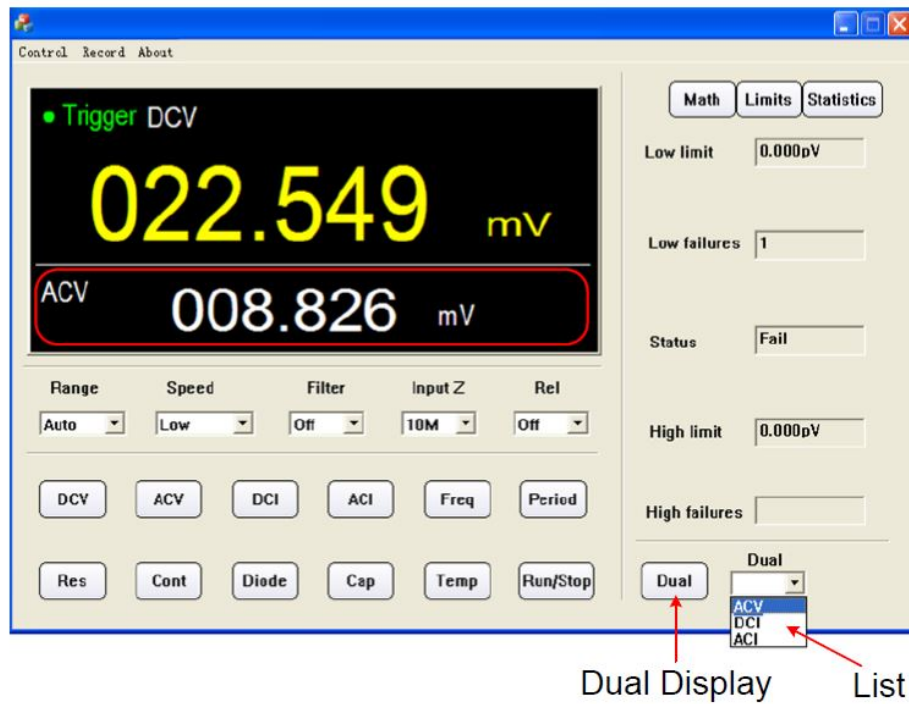 Control Record About
Trigger DCV
022.549 mV
ACV 008.826 mV
Range Speed Filter Input Z Rel
Auto Low Off 10M Off
DCV ACV DCI ACI Freq Period
Res Cont Diode Cap Temp Run/Stop
Math Limits Statistics
Low limit 0.000pV
Low failures 1
Status Fail
High limit 0.000pV
High failures
Dual
Dual
ACV
DCI
ACI
Dual Display List